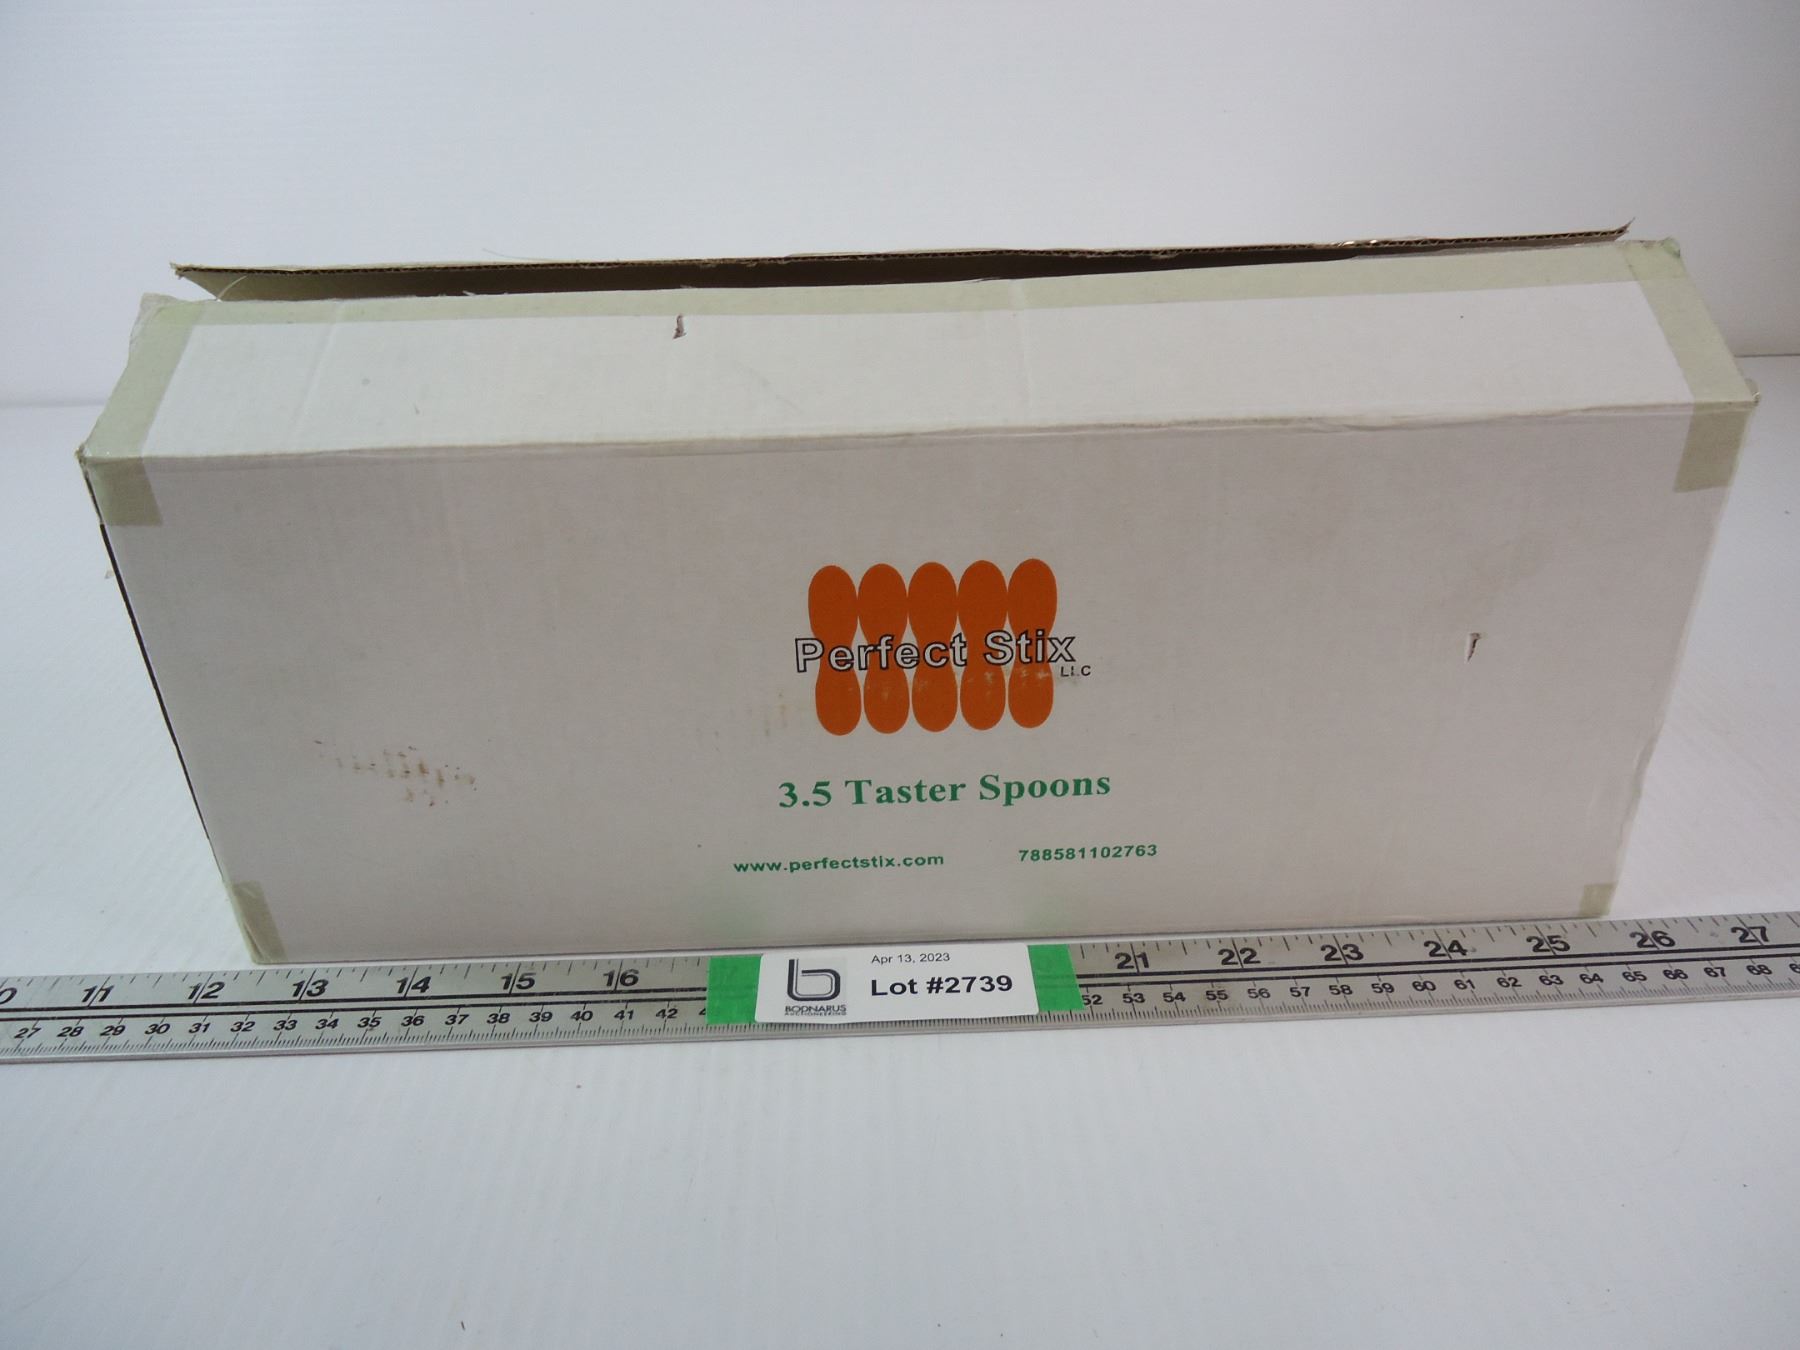 Perfect Stix
LLC
3.5 Taster Spoons
www.perfectstix.com 788581102763
11 12 13 14 15 16 21 22 23 24 25 26 27
Apr 13, 2023
Lot #2739
BODNARUS
AUCTIONEERING
27 28 29 30 31 32 33 34 35 36 37 38 39 40 41 42 52 53 54 55 56 57 58 59 60 61 62 63 64 65 66 67 68